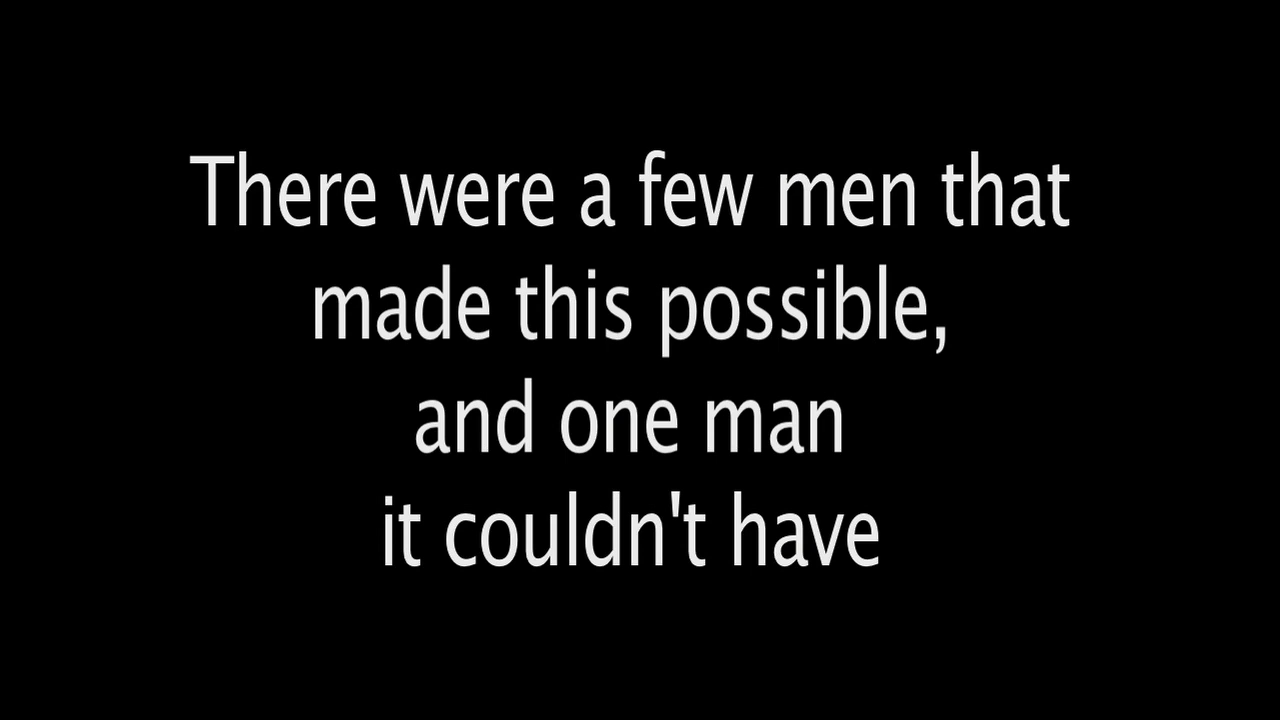 There were a few men that
made this possible,
and one man
it couldn't have